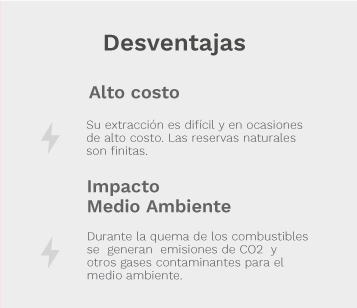 Desventajas
Alto costo
Su extracción es difícil y en ocasiones
de alto costo. Las reservas naturales
son finitas.
Impacto
Medio Ambiente
Durante la quema de los combustibles
se generan emisiones de CO2 y
otros gases contaminantes para el
medio ambiente.